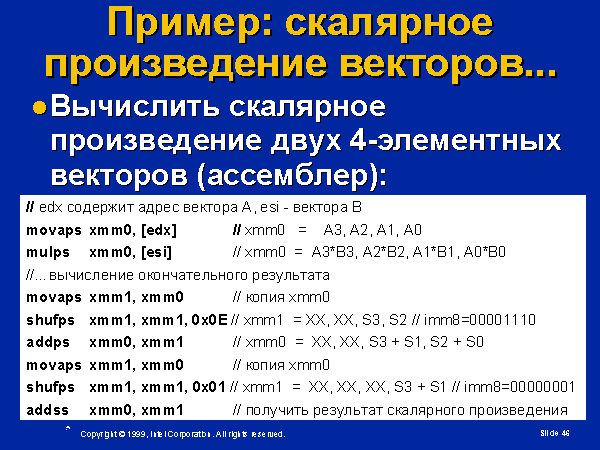 Пример: скалярное
произведение векторов...
Вычислить скалярное
произведение двух 4-элементных
векторов (ассемблер):
// edx содержит адрес вектора A, esi - вектора B
movaps xmm0, [edx] // xmm0 = A3, A2, A1, A0
mulps xmm0, [esi] // xmm0 = A3*B3, A2*B2, A1*B1, A0*B0
//... вычисление окончательного результата
movaps xmm1, xmm0 // копия xmm0
shufps xmm1, xmm1, 0x0E // xmm1 = XX, XX, S3, S2 // imm8=00001110
addps xmm0, xmm1 // xmm0 = XX, XX, S3 + S1, S2 + S0
movaps xmm1, xmm0 // копия xmm0
shufps xmm1, xmm1, 0x01 // xmm1 = XX, XX, XX, S3 + S1 // imm8=00000001
addss xmm0, xmm1 // получить результат скалярного произведения
* Copyright © 1999, Intel Corporation. All rights reserved. Slide 46